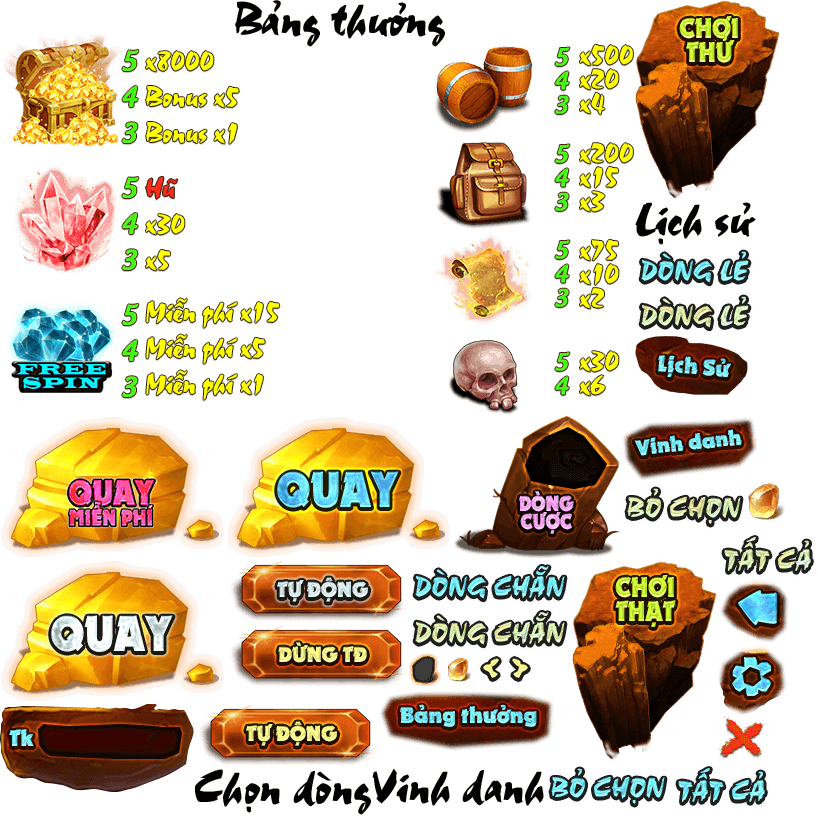 Bảng thưởng
5 x8000
4 Bonus x5
3 Bonus x1
5 Hũ
4 x30
3 x5
FREE
SPIN
5 Miễn phí x15
4 Miễn phí x5
3 Miễn phí x1
5 x500
4 x20
3 x4
5 x200
4 x15
3 x3
5 x75
4 x10
3 x2
5 x30
4 x6
CHƠI
THỬ
Lịch sử
DÒNG LẺ
DÒNG LẺ
Lịch Sử
Vinh danh
QUAY
MIỄN PHÍ
QUAY
DÒNG
CƯỢC
BỎ CHỌN
TẤT CẢ
QUAY
TỰ ĐỘNG
DÒNG CHẴN
DÒNG CHẴN
DỪNG TĐ
CHƠI
THẬT
Tk
TỰ ĐỘNG
Bảng thưởng
Chọn dòng
Vinh danh
BỎ CHỌN
TẤT CẢ